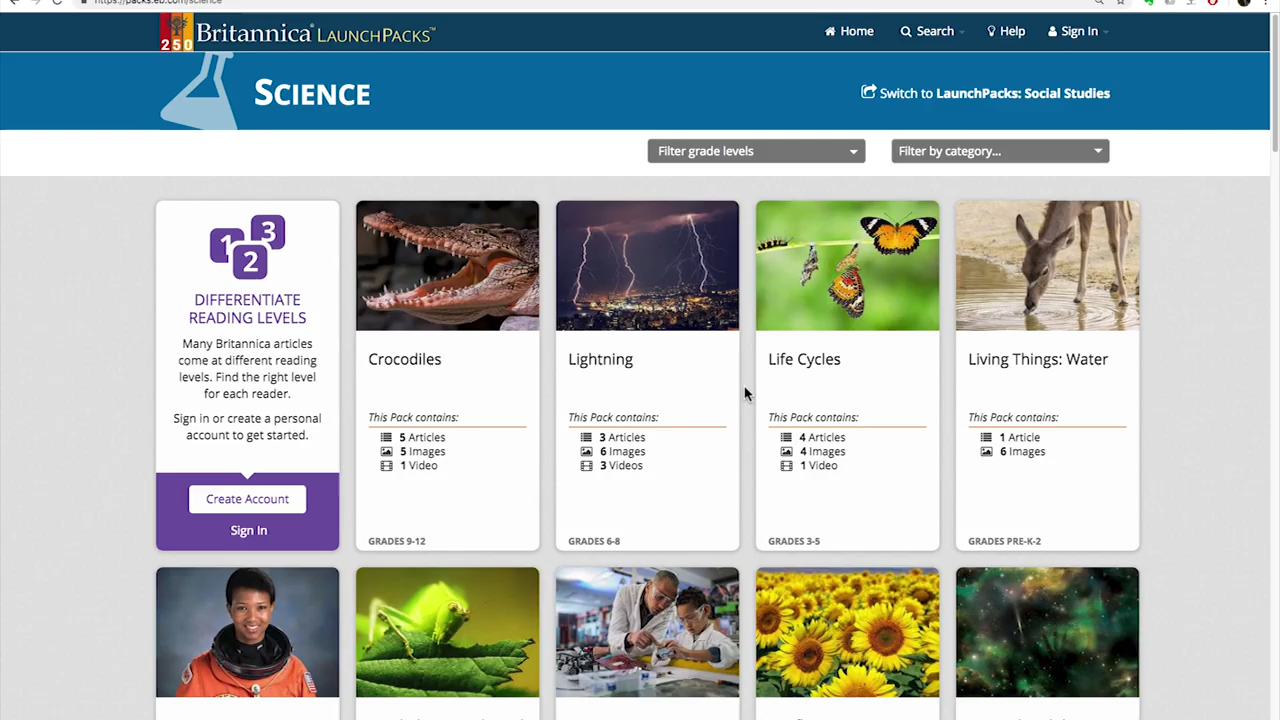 https://packs.eb.com/science
250
Britannica® LAUNCHPACKS™
Home
Search
Help
Sign In
SCIENCE
Switch to LaunchPacks: Social Studies
Filter grade levels
Filter by category...
1 2 3
DIFFERENTIATE
READING LEVELS
Many Britannica articles
come at different reading
levels. Find the right level
for each reader.
Sign in or create a personal
account to get started.
Create Account
Sign In
Crocodiles
This Pack contains:
5 Articles
5 Images
1 Video
GRADES 9-12
Lightning
This Pack contains:
3 Articles
6 Images
3 Videos
GRADES 6-8
Life Cycles
This Pack contains:
4 Articles
4 Images
1 Video
GRADES 3-5
Living Things: Water
This Pack contains:
1 Article
6 Images
GRADES PRE-K-2